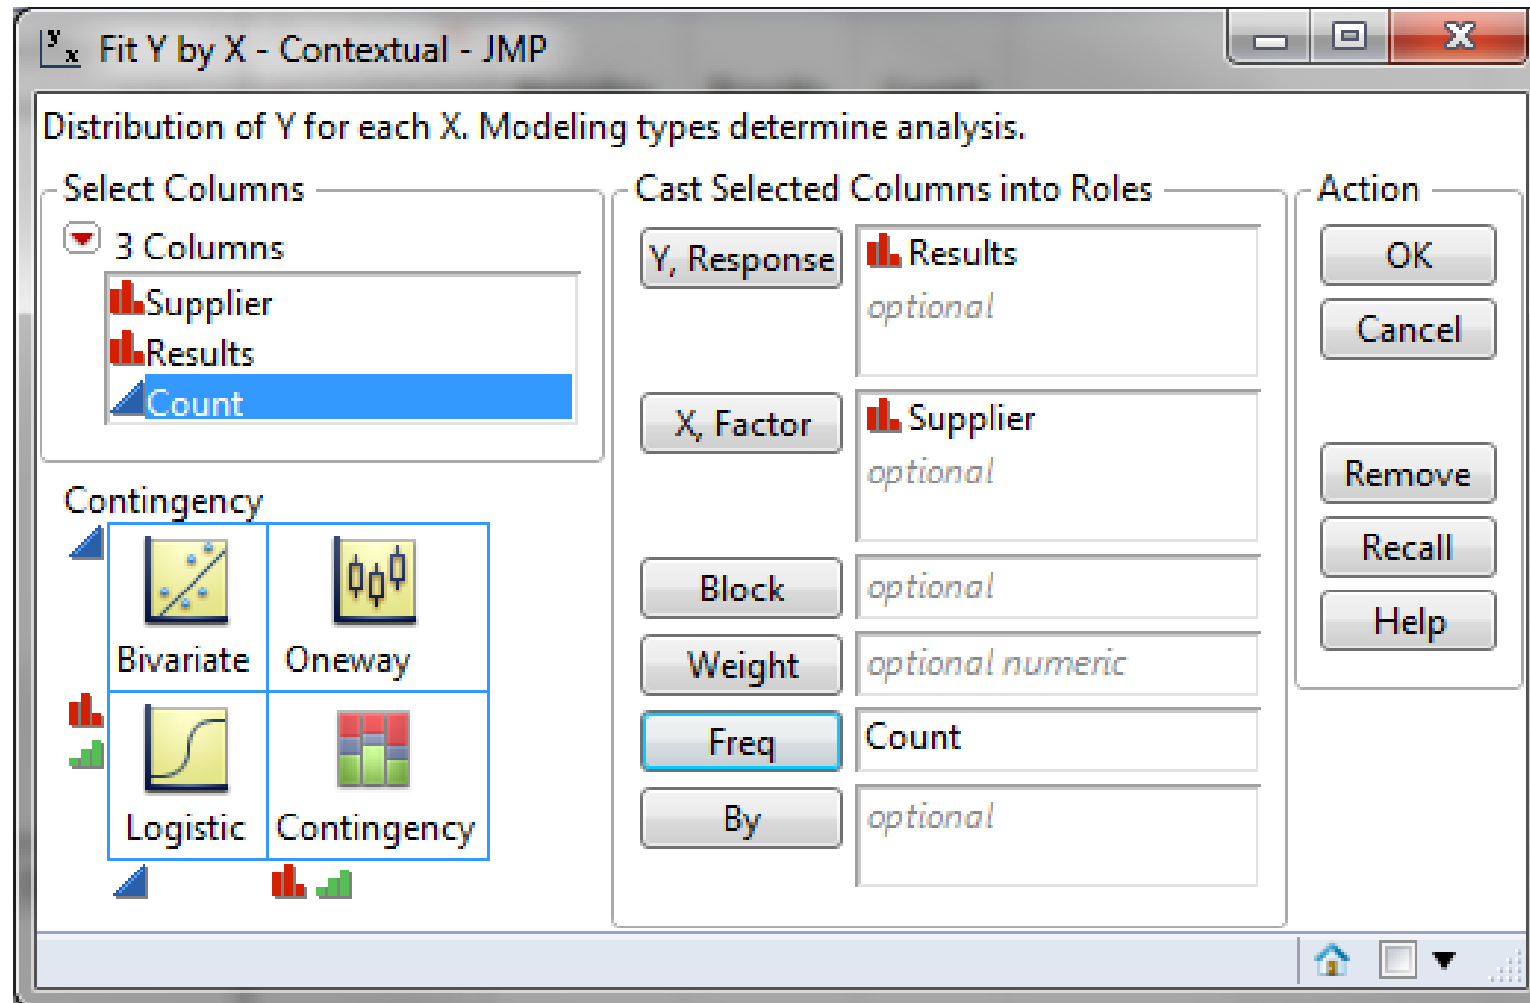 Fit Y by X - Contextual - JMP
Distribution of Y for each X. Modeling types determine analysis.
Select Columns
3 Columns
Supplier
Results
Count
Contingency
Bivariate
Oneway
Logistic
Contingency
Cast Selected Columns into Roles
Y, Response
Results
optional
X, Factor
Supplier
optional
Block
optional
Weight
optional numeric
Freq
Count
By
optional
Action
OK
Cancel
Remove
Recall
Help